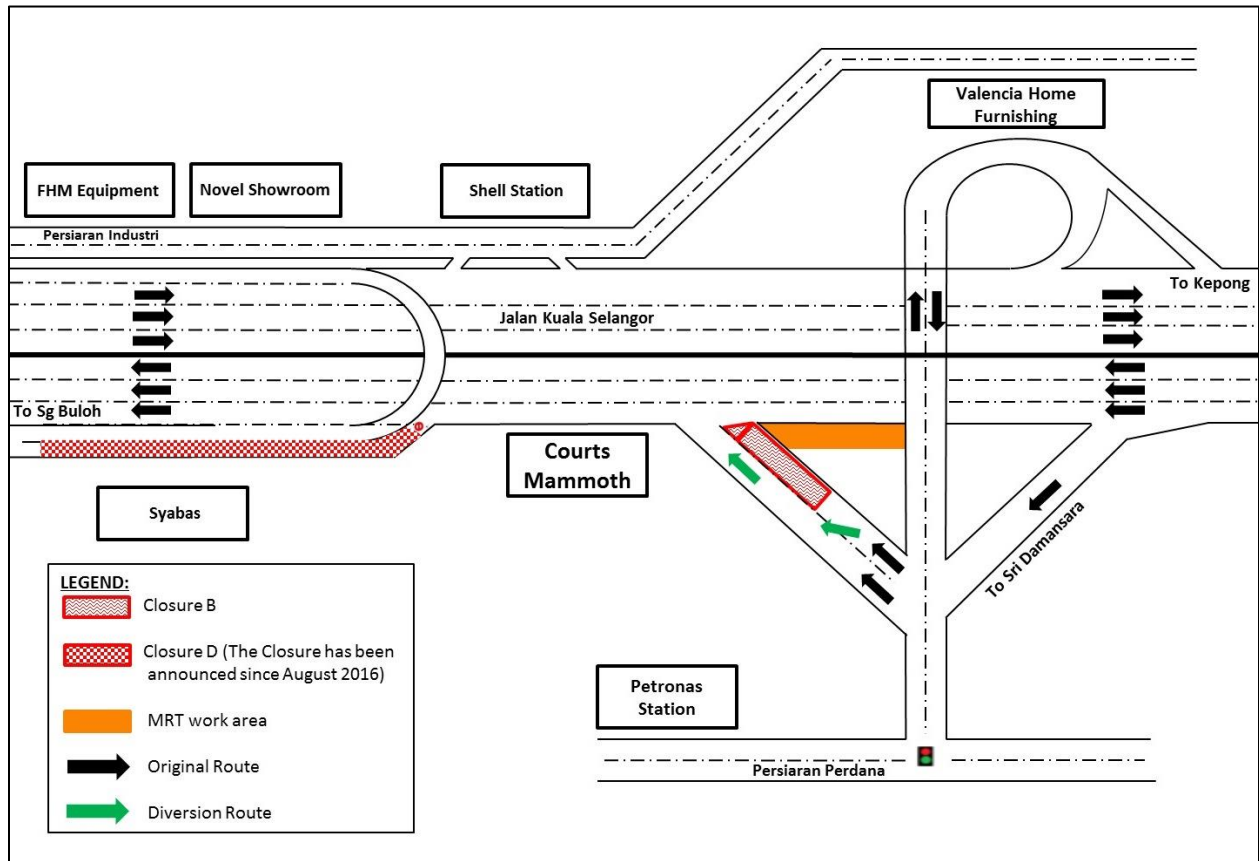 Valencia Home
Furnishing
FHM Equipment
Novel Showroom
Shell Station
Persiaran Industri
To Kepong
Jalan Kuala Selangor
To Sg Buloh
Courts
Mammoth
Syabas
To Sri Damansara
LEGEND:
Closure B
Closure D (The Closure has been
announced since August 2016)
MRT work area
Original Route
Diversion Route
Petronas
Station
Persiaran Perdana